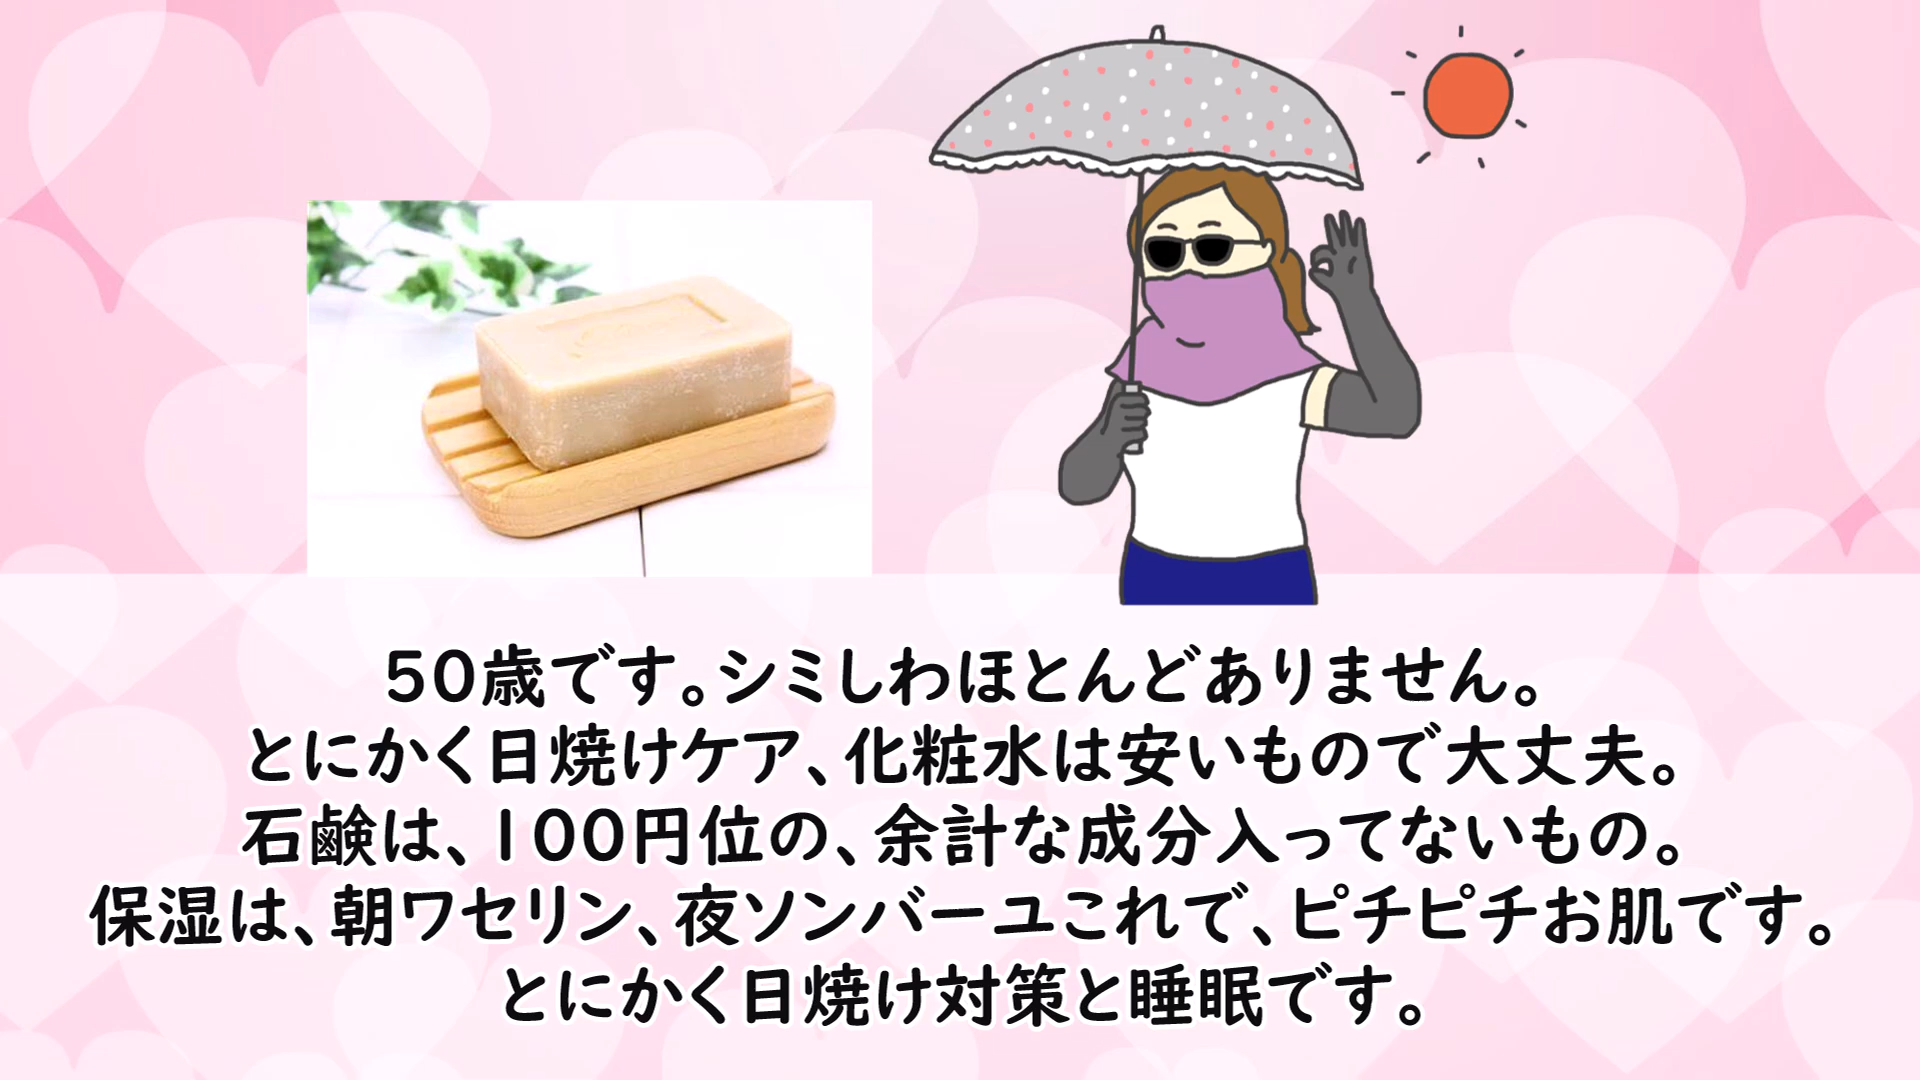 50歳です。シミしわほとんどありません。
とにかく日焼けケア、化粧水は安いもので大丈夫。
石鹸は、100円位の、余計な成分入ってないもの。
保湿は、朝ワセリン、夜ソンバーユこれで、ピチピチお肌です。
とにかく日焼け対策と睡眠です。